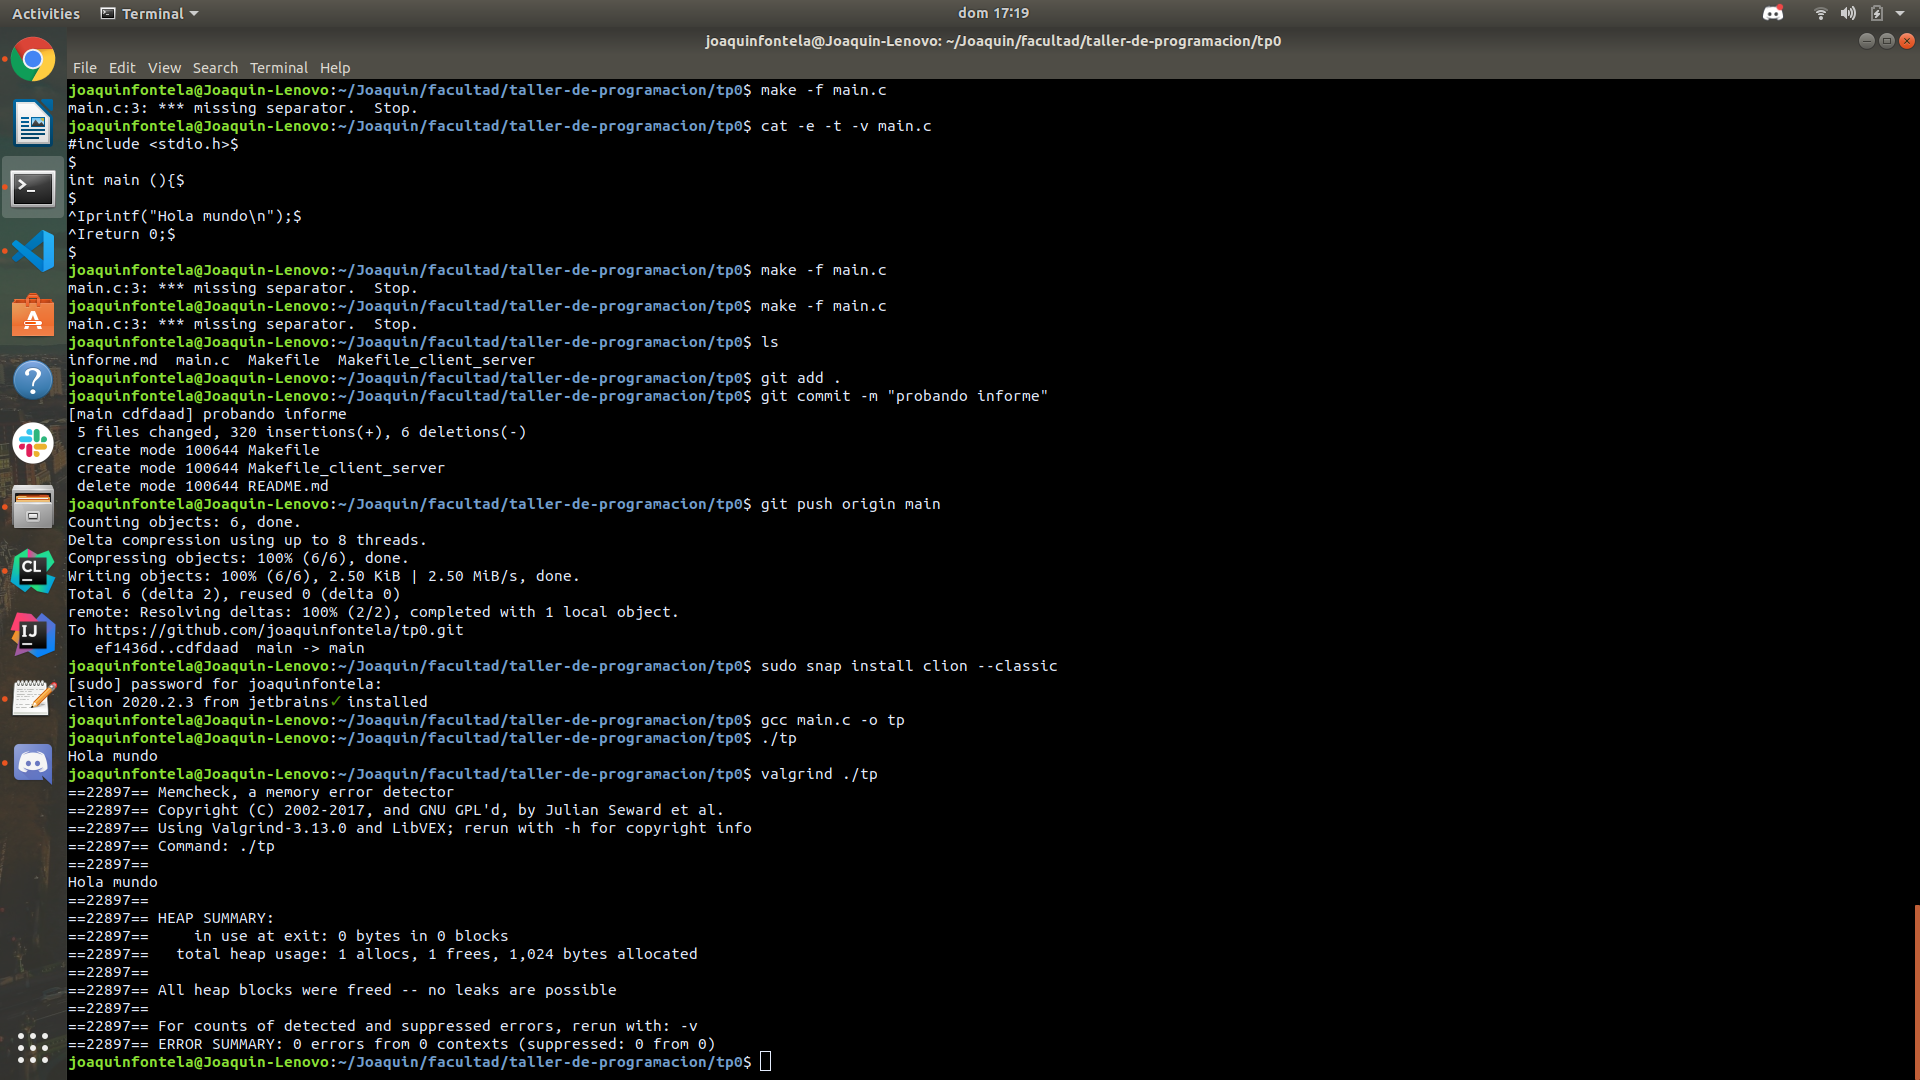 Activities Terminal dom 17:19
joaquinfontela@Joaquin-Lenovo: ~/Joaquin/facultad/taller-de-programacion/tp0
File Edit View Search Terminal Help
joaquinfontela@Joaquin-Lenovo:~/Joaquin/facultad/taller-de-programacion/tp0$ make -f main.c
main.c:3: *** missing separator.  Stop.
joaquinfontela@Joaquin-Lenovo:~/Joaquin/facultad/taller-de-programacion/tp0$ cat -e -t -v main.c
#include <stdio.h>$
$
int main (){$
$
^Iprintf("Hola mundo\n");$
^Ireturn 0;$
$
joaquinfontela@Joaquin-Lenovo:~/Joaquin/facultad/taller-de-programacion/tp0$ make -f main.c
main.c:3: *** missing separator.  Stop.
joaquinfontela@Joaquin-Lenovo:~/Joaquin/facultad/taller-de-programacion/tp0$ make -f main.c
main.c:3: *** missing separator.  Stop.
joaquinfontela@Joaquin-Lenovo:~/Joaquin/facultad/taller-de-programacion/tp0$ ls
informe.md  main.c  Makefile  Makefile_client_server
joaquinfontela@Joaquin-Lenovo:~/Joaquin/facultad/taller-de-programacion/tp0$ git add .
joaquinfontela@Joaquin-Lenovo:~/Joaquin/facultad/taller-de-programacion/tp0$ git commit -m "probando informe"
[main cdfdaad] probando informe
 5 files changed, 320 insertions(+), 6 deletions(-)
 create mode 100644 Makefile
 create mode 100644 Makefile_client_server
 delete mode 100644 README.md
joaquinfontela@Joaquin-Lenovo:~/Joaquin/facultad/taller-de-programacion/tp0$ git push origin main
Counting objects: 6, done.
Delta compression using up to 8 threads.
Compressing objects: 100% (6/6), done.
Writing objects: 100% (6/6), 2.50 KiB | 2.50 MiB/s, done.
Total 6 (delta 2), reused 0 (delta 0)
remote: Resolving deltas: 100% (2/2), completed with 1 local object.
To https://github.com/joaquinfontela/tp0.git
   ef1436d..cdfdaad  main -> main
joaquinfontela@Joaquin-Lenovo:~/Joaquin/facultad/taller-de-programacion/tp0$ sudo snap install clion --classic
[sudo] password for joaquinfontela:
clion 2020.2.3 from jetbrains✓ installed
joaquinfontela@Joaquin-Lenovo:~/Joaquin/facultad/taller-de-programacion/tp0$ gcc main.c -o tp
joaquinfontela@Joaquin-Lenovo:~/Joaquin/facultad/taller-de-programacion/tp0$ ./tp
Hola mundo
joaquinfontela@Joaquin-Lenovo:~/Joaquin/facultad/taller-de-programacion/tp0$ valgrind ./tp
==22897== Memcheck, a memory error detector
==22897== Copyright (C) 2002-2017, and GNU GPL'd, by Julian Seward et al.
==22897== Using Valgrind-3.13.0 and LibVEX; rerun with -h for copyright info
==22897== Command: ./tp
==22897==
Hola mundo
==22897==
==22897== HEAP SUMMARY:
==22897==     in use at exit: 0 bytes in 0 blocks
==22897==   total heap usage: 1 allocs, 1 frees, 1,024 bytes allocated
==22897==
==22897== All heap blocks were freed -- no leaks are possible
==22897==
==22897== For counts of detected and suppressed errors, rerun with: -v
==22897== ERROR SUMMARY: 0 errors from 0 contexts (suppressed: 0 from 0)
joaquinfontela@Joaquin-Lenovo:~/Joaquin/facultad/taller-de-programacion/tp0$
CL
IJ